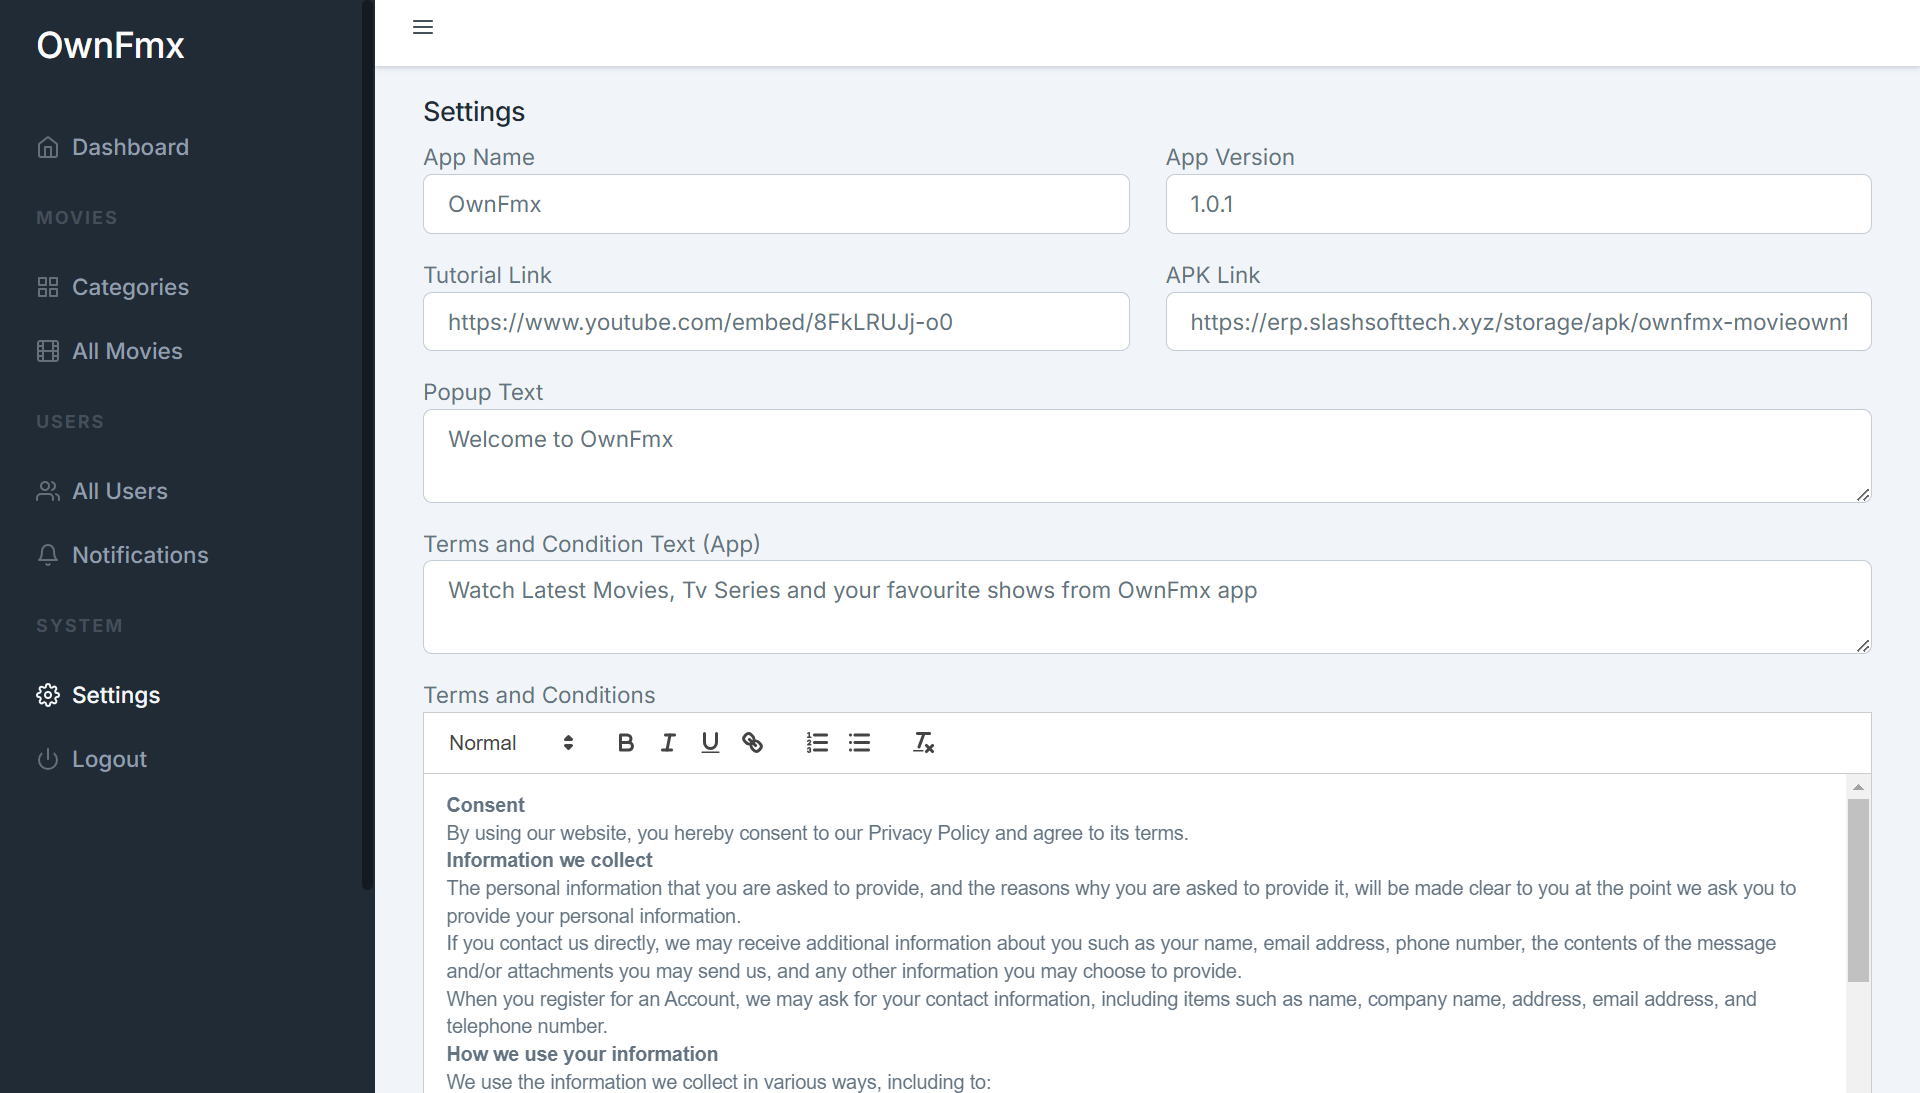 OwnFmx
Dashboard
MOVIES
Categories
All Movies
USERS
All Users
Notifications
SYSTEM
Settings
Logout
Settings
App Name
App Version
OwnFmx
1.0.1
Tutorial Link
APK Link
https://www.youtube.com/embed/8FkLRUJj-o0
https://erp.slashsofttech.xyz/storage/apk/ownfmx-movieownf
Popup Text
Welcome to OwnFmx
Terms and Condition Text (App)
Watch Latest Movies, Tv Series and your favourite shows from OwnFmx app
Terms and Conditions
Normal
Consent
By using our website, you hereby consent to our Privacy Policy and agree to its terms.
Information we collect
The personal information that you are asked to provide, and the reasons why you are asked to provide it, will be made clear to you at the point we ask you to
provide your personal information.
If you contact us directly, we may receive additional information about you such as your name, email address, phone number, the contents of the message
and/or attachments you may send us, and any other information you may choose to provide.
When you register for an Account, we may ask for your contact information, including items such as name, company name, address, email address, and
telephone number.
How we use your information
We use the information we collect in various ways, including to: